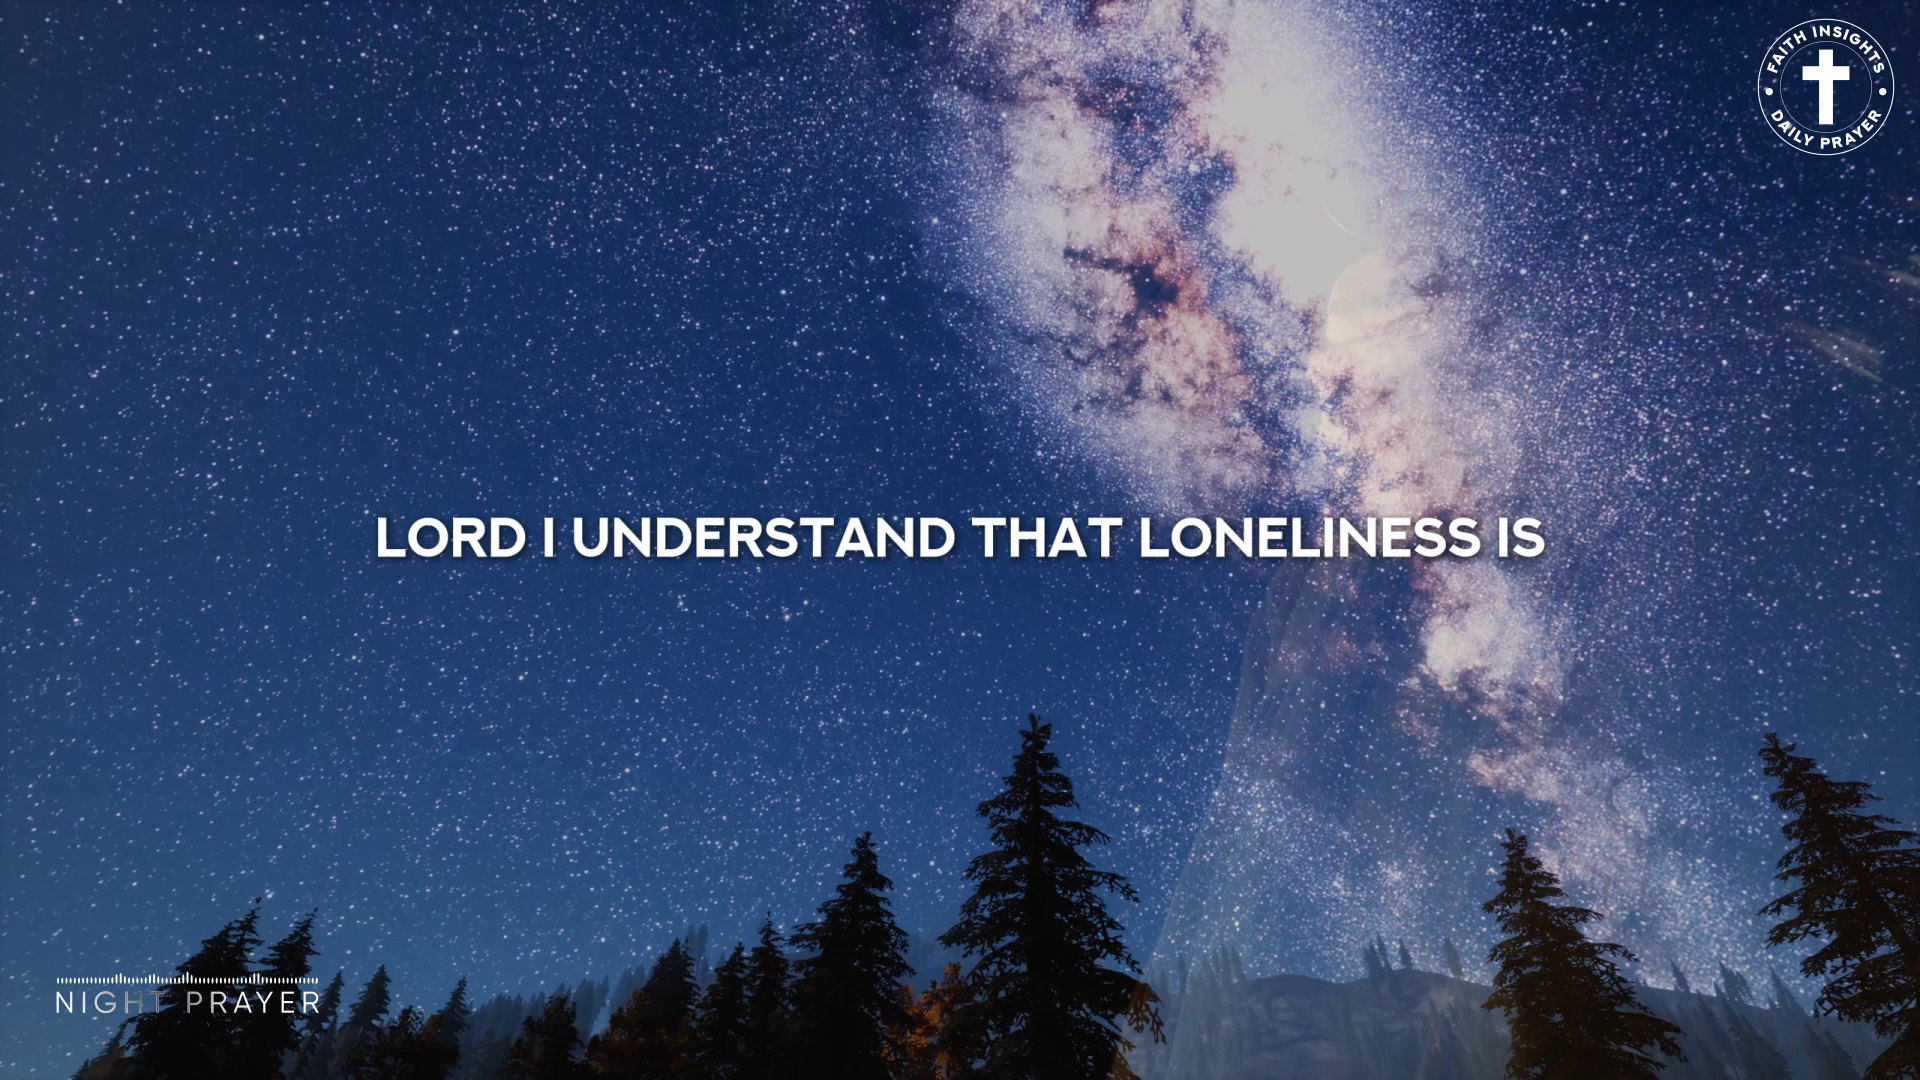 FAITH INSIGHTS
DAILY PRAYER
LORD I UNDERSTAND THAT LONELINESS IS
NIGHT PRAYER